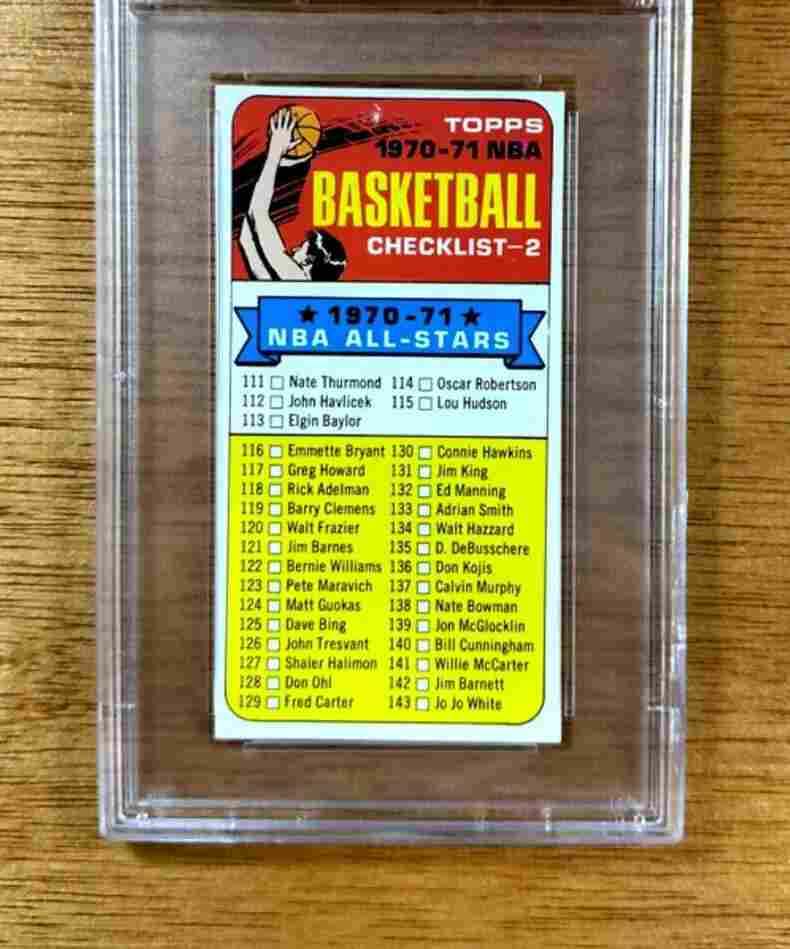 TOPPS
1970-71 NBA
BASKETBALL
CHECKLIST-2
★ 1970-71 ★
NBA ALL-STARS
111 □ Nate Thurmond 114 □ Oscar Robertson
112 □ John Havlicek 115 □ Lou Hudson
113 □ Elgin Baylor
116 □ Emmette Bryant 130 □ Connie Hawkins
117 □ Greg Howard 131 □ Jim King
118 □ Rick Adelman 132 □ Ed Manning
119 □ Barry Clemens 133 □ Adrian Smith
120 □ Walt Frazier 134 □ Walt Hazzard
121 □ Jim Barnes 135 □ D. DeBusschere
122 □ Bernie Williams 136 □ Don Kojis
123 □ Pete Maravich 137 □ Calvin Murphy
124 □ Matt Guokas 138 □ Nate Bowman
125 □ Dave Bing 139 □ Jon McGlocklin
126 □ John Tresvant 140 □ Bill Cunningham
127 □ Shaler Halimon 141 □ Willie McCarter
128 □ Don Ohl 142 □ Jim Barnett
129 □ Fred Carter 143 □ Jo Jo White